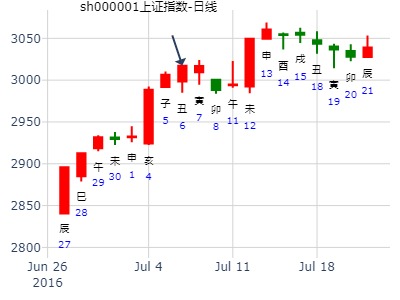 sh000001上证指数-日线
3050
3000
2950
2900
2850
2800
辰
27
巳
28
午
29
未
30
申
1
亥
4
子
5
丑
6
寅
7
卯
8
午
11
未
12
申
13
酉
14
戌
15
丑
18
寅
19
卯
20
辰
21
Jun 26
2016
Jul 4
Jul 11
Jul 18